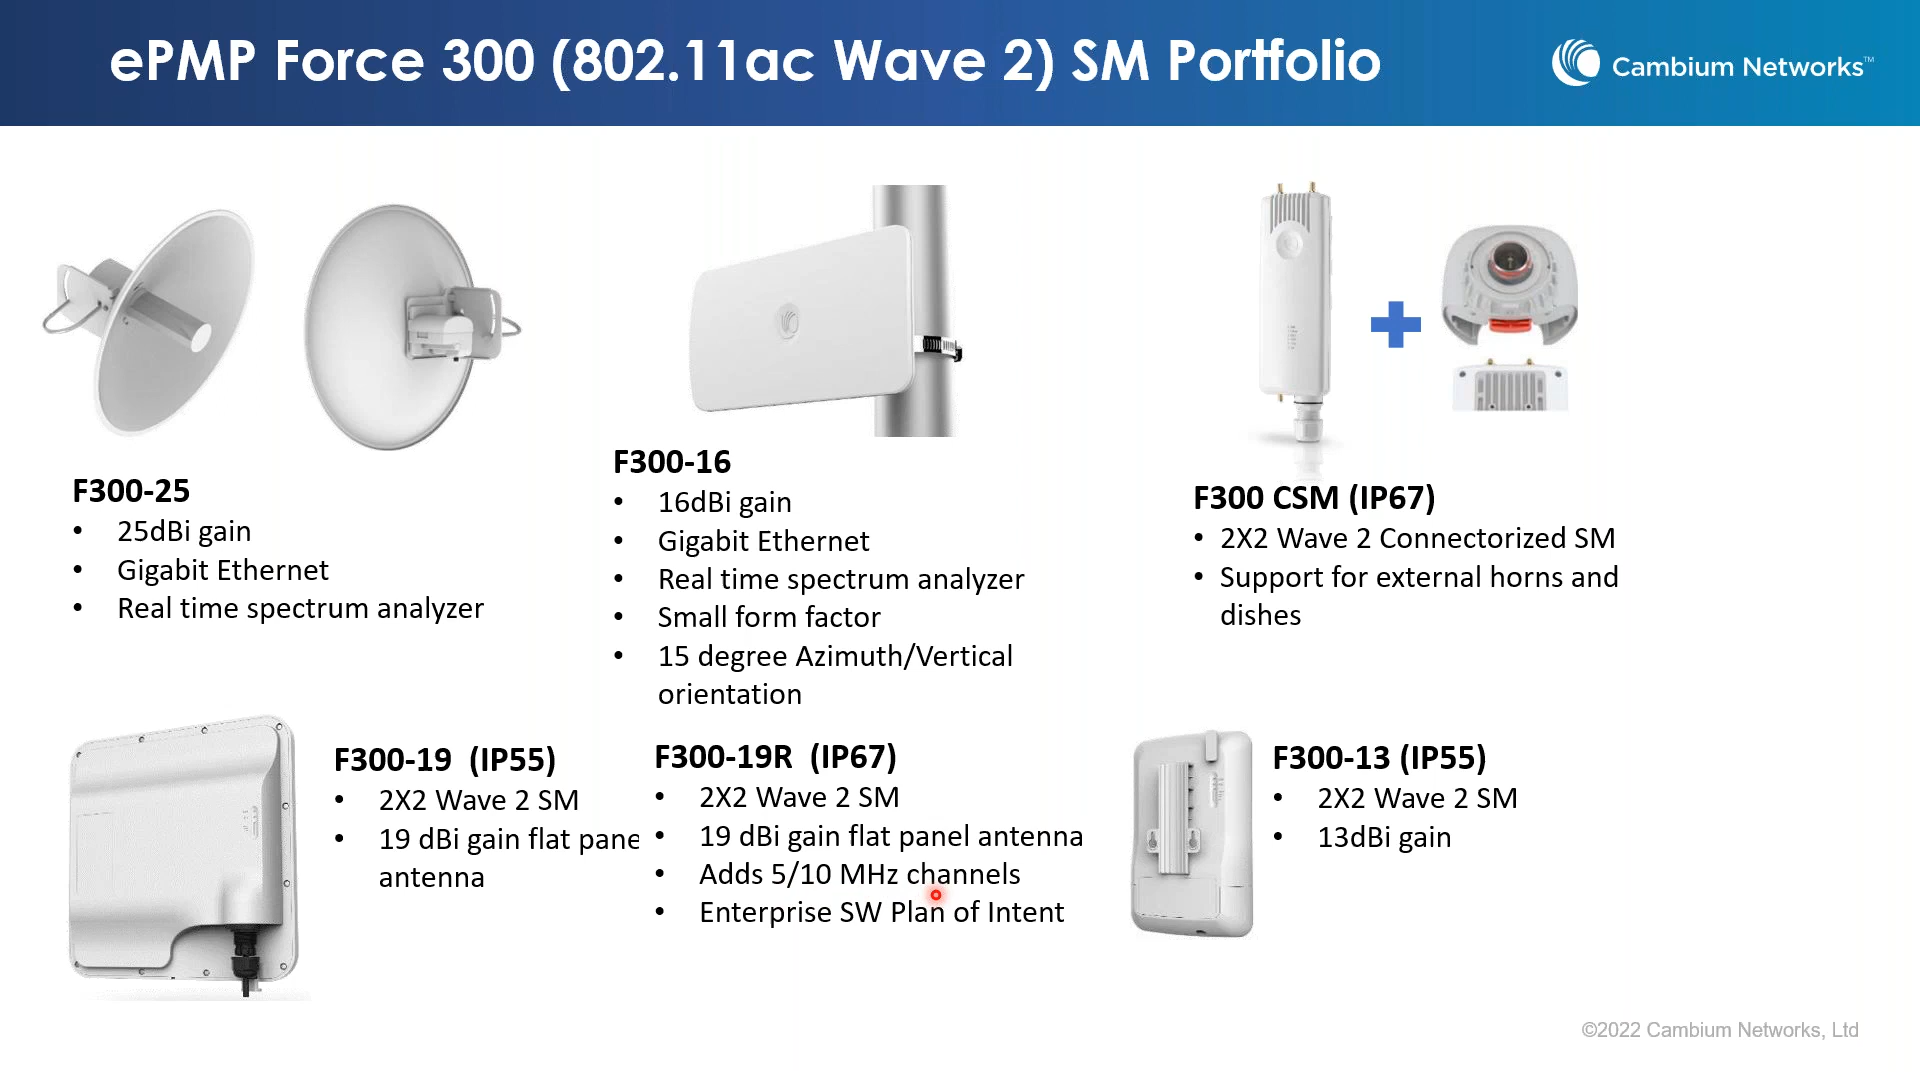 ePMP Force 300 (802.11ac Wave 2) SM Portfolio
Cambium Networks™
F300-25
• 25dBi gain
• Gigabit Ethernet
• Real time spectrum analyzer
F300-16
• 16dBi gain
• Gigabit Ethernet
• Real time spectrum analyzer
• Small form factor
• 15 degree Azimuth/Vertical
orientation
F300 CSM (IP67)
• 2X2 Wave 2 Connectorized SM
• Support for external horns and
dishes
F300-19 (IP55)
• 2X2 Wave 2 SM
• 19 dBi gain flat pane
antenna
F300-19R (IP67)
• 2X2 Wave 2 SM
• 19 dBi gain flat panel antenna
• Adds 5/10 MHz channels
• Enterprise SW Plan of Intent
F300-13 (IP55)
• 2X2 Wave 2 SM
• 13dBi gain
©2022 Cambium Networks, Ltd